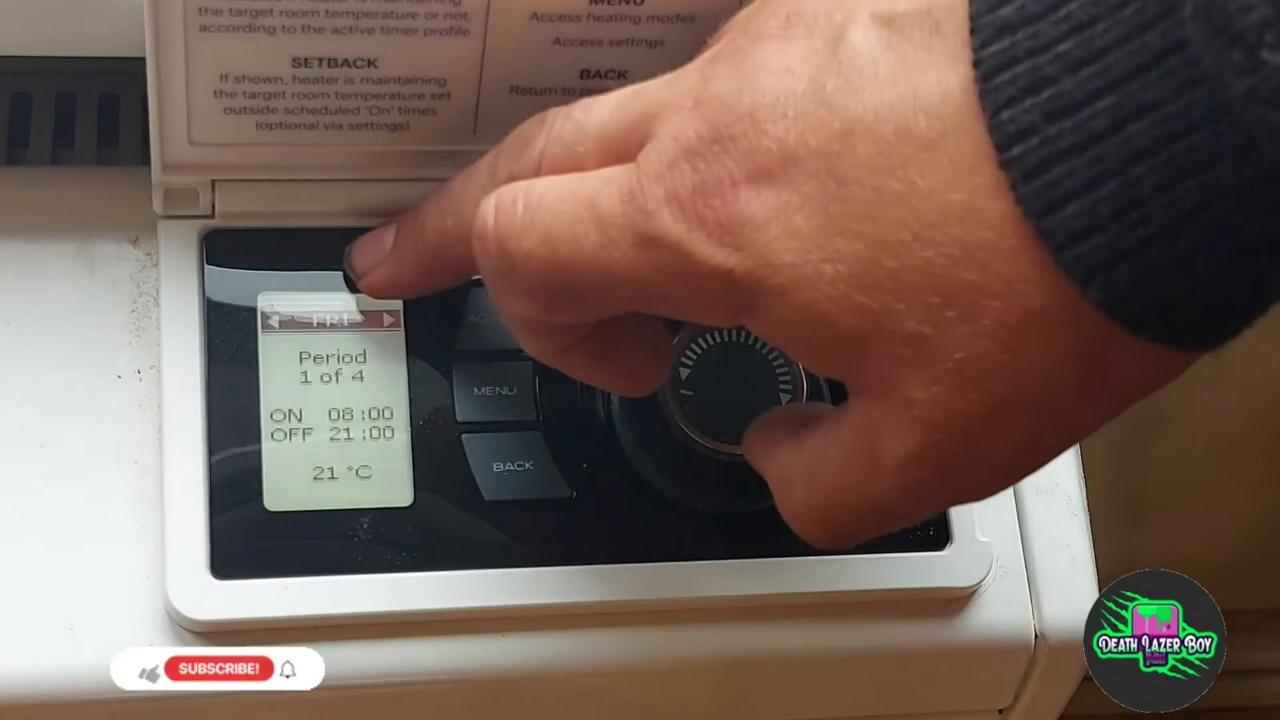 the target room temperature or not,
according to the active timer profile
SETBACK
If shown, heater is maintaining
the target room temperature set
outside scheduled 'On' times
(optional via settings)
MENU
Access heating modes
Access settings
BACK
Return to
FRI
Period
1 of 4
ON 08:00
OFF 21:00
21 °C
MENU
BACK
SUBSCRIBE!
DEATH LAZER BOY